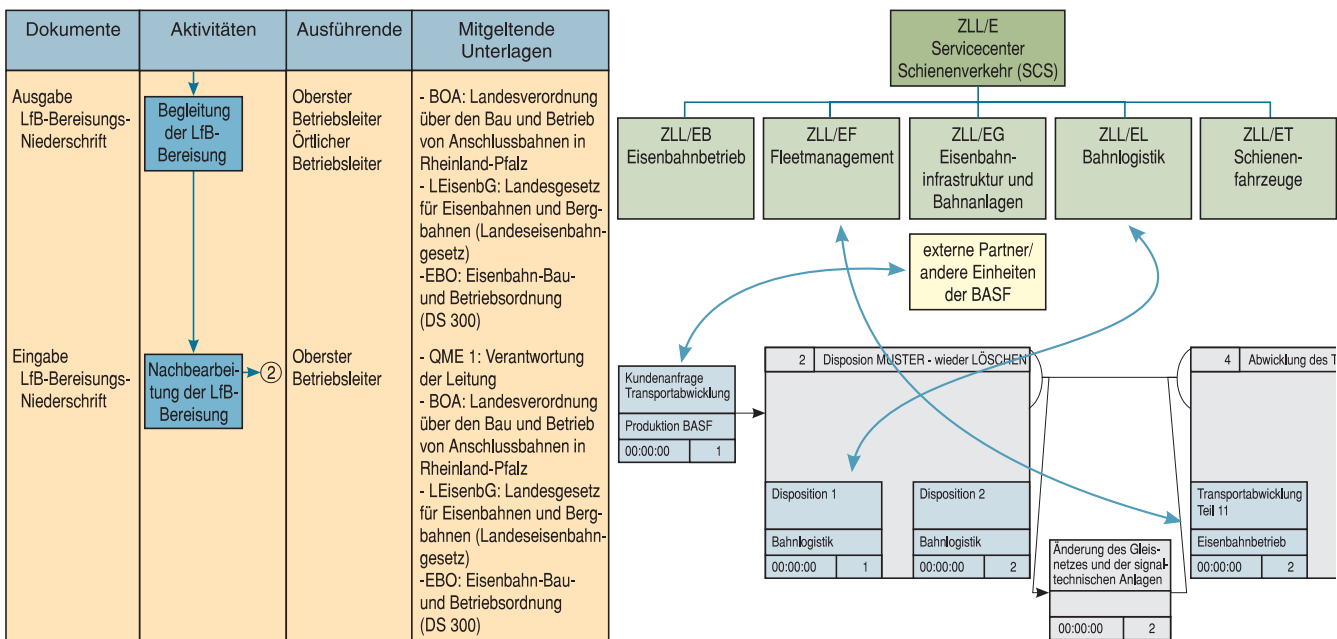 Dokumente
Aktivitäten
Ausführende
Mitgeltende
Unterlagen
Ausgabe
LfB-Bereisungs-
Niederschrift
Begleitung
der LfB-
Bereisung
Oberster
Betriebsleiter
Örtlicher
Betriebsleiter
- BOA: Landesverordnung
über den Bau und Betrieb
von Anschlussbahnen in
Rheinland-Pfalz
- LEisenbG: Landesgesetz
für Eisenbahnen und Berg-
bahnen (Landeseisenbahn-
gesetz)
-EBO: Eisenbahn-Bau-
und Betriebsordnung
(DS 300)
Eingabe
LfB-Bereisungs-
Niederschrift
Nachbearbei-
tung der LfB-
Bereisung
2
Oberster
Betriebsleiter
- QME 1: Verantwortung
der Leitung
- BOA: Landesverordnung
über den Bau und Betrieb
von Anschlussbahnen in
Rheinland-Pfalz
- LEisenbG: Landesgesetz
für Eisenbahnen und Berg-
bahnen (Landeseisenbahn-
gesetz)
-EBO: Eisenbahn-Bau-
und Betriebsordnung
(DS 300)
ZLL/E
Servicecenter
Schienenverkehr (SCS)
ZLL/EB
Eisenbahnbetrieb
ZLL/EF
Fleetmanagement
ZLL/EG
Eisenbahn-
infrastruktur und
Bahnanlagen
ZLL/EL
Bahnlogistik
ZLL/ET
Schienen-
fahrzeuge
externe Partner/
andere Einheiten
der BASF
Kundenanfrage
Transportabwicklung
Produktion BASF
00:00:00 1
2 Disposion MUSTER - wieder LÖSCHEN
Disposition 1
Bahnlogistik
00:00:00 1
Disposition 2
Bahnlogistik
00:00:00 2
Änderung des Gleis-
netzes und der signal-
technischen Anlagen
00:00:00 2
4 Abwicklung des T
Transportabwicklung
Teil 11
Eisenbahnbetrieb
00:00:00 2